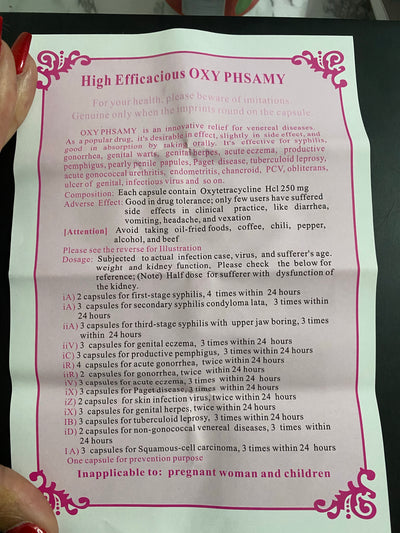 High Efficacious OXY PHSAMY
For your health, please beware of imitations
Genuine only when the imprints round on the capsule
OXY PHSAMY is an innovative relief for venereal diseases.
As a popular drug, it's desirable in effect, slightly in side effect, and
good in absorption by taking orally. It's effective for syphilis,
gonorrhea, genital warts, genital herpes, acute eczema, productive
pemphigus, pearly penile papules, Paget disease, tuberculoid leprosy,
acute gonococcal urethritis, endometritis, chancroid, PCV, obliterans,
ulcer of genital, infectious virus and so on.
Composition: Each capsule contain Oxytetracycline Hcl 250 mg
Adverse Effect: Good in drug tolerance; only few users have suffered
side effects in clinical practice, like diarrhea,
vomiting, headache, and vexation
[Attention] Avoid taking oil-fried foods, coffee, chili, pepper,
alcohol, and beef
Please see the reverse for Illustration
Dosage: Subjected to actual infection case, virus, and sufferer's age.
weight and kidney function, Please check the below for
reference; (Note) Half dose for sufferer with dysfunction of
the kidney.
iA) 2 capsules for first-stage syphilis, 4 times within 24 hours
iA) 3 capsules for secondary syphilis condyloma lata, 3 times within
24 hours
iiA) 3 capsules for third-stage syphilis with upper jaw boring, 3 times
within 24 hours
iiV) 3 capsules for genital eczema, 3 times within 24 hours
iC) 3 capsules for productive pemphigus, 3 times within 24 hours
iR) 4 capsules for acute gonorrhea, twice within 24 hours
iiR) 2 capsules for gonorrhea, twice within 24 hours
iV) 3 capsules for acute eczema, 3 times within 24 hours
iX) 3 capsules for Paget disease, 3 times within 24 hours
iZ) 2 capsules for skin infection virus, twice within 24 hours
iX) 3 capsules for genital herpes, twice within 24 hours
IB) 3 capsules for tuberculoid leprosy, 3 times within 24 hours
iD) 2 capsules for non-gonococcal venereal diseases, 3 times within
24 hours
IA) 3 capsules for Squamous-cell carcinoma, 3 times within 24 hours
One capsule for prevention purpose
Inapplicable to: pregnant woman and children